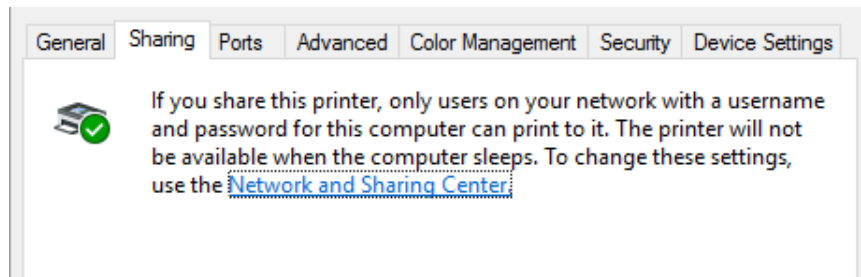 General Sharing Ports Advanced Color Management Security Device Settings
If you share this printer, only users on your network with a username
and password for this computer can print to it. The printer will not
be available when the computer sleeps. To change these settings,
use the Network and Sharing Center.